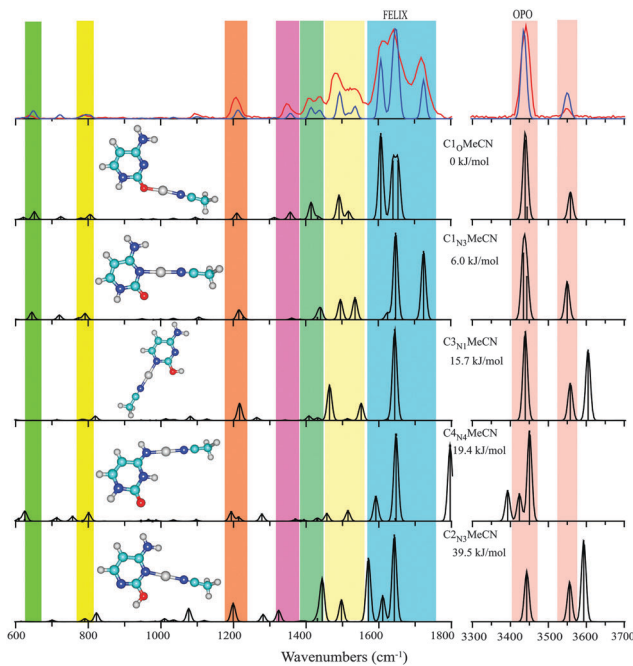 FELIX OPO
C1OMeCN
0 kJ/mol
C1N3MeCN
6.0 kJ/mol
C3N1MeCN
15.7 kJ/mol
C4N4MeCN
19.4 kJ/mol
C2N3MeCN
39.5 kJ/mol
600 800 1000 1200 1400 1600 1800 3300 3400 3500 3600 3700
Wavenumbers (cm⁻¹)